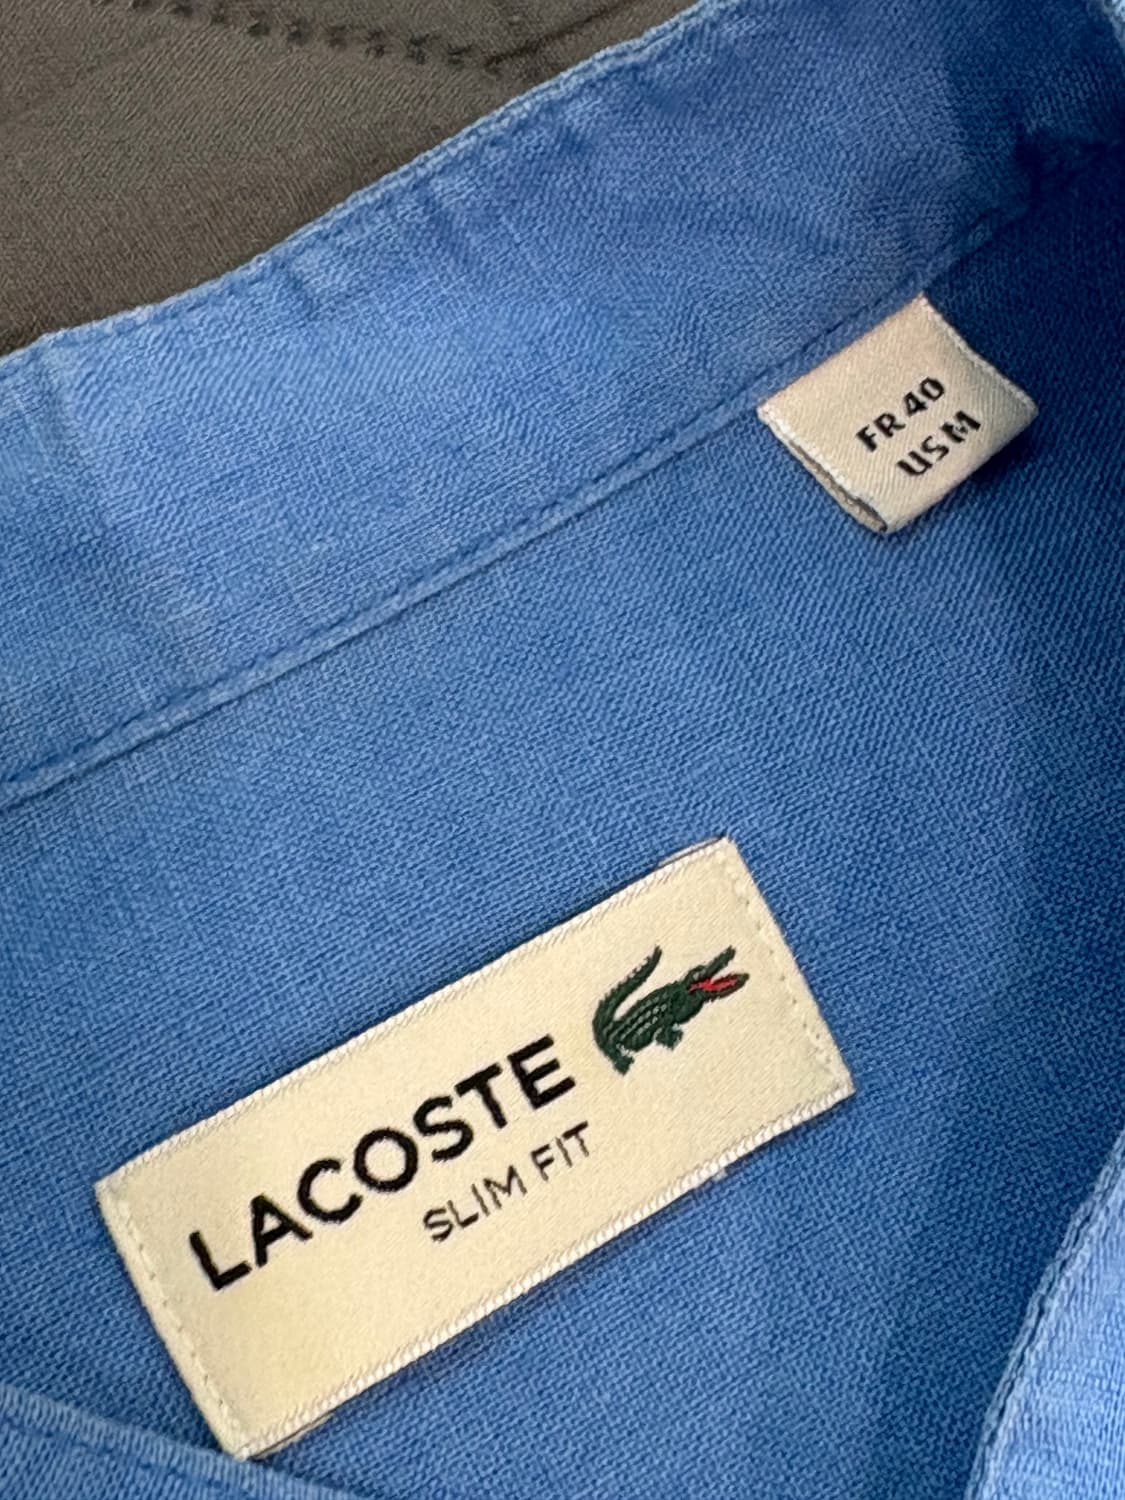 FR 40
US M
LACOSTE
SLIM FIT